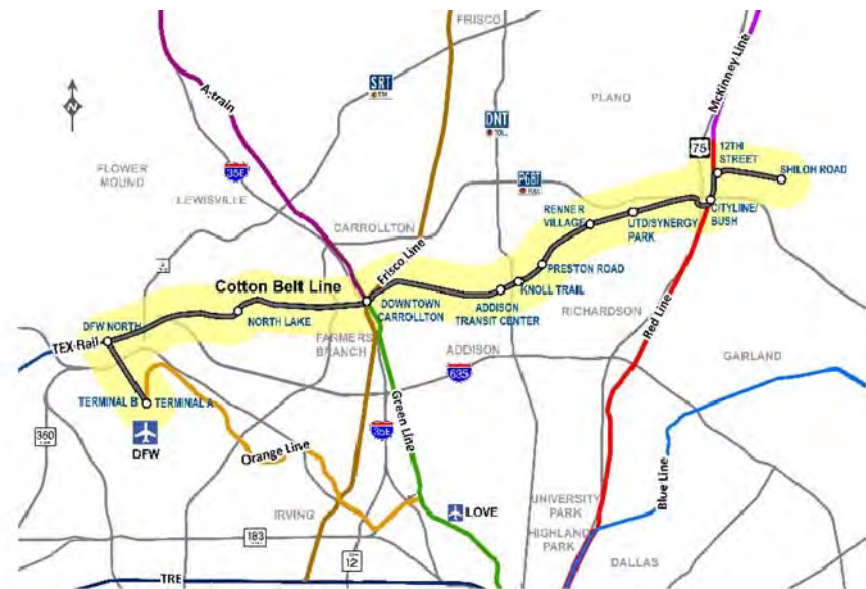 FRISCO
A-train
SRT
McKinney Line
N
DNT
PLANO
75
12TH
STREET
FLOWER
MOUND
35E
PGBT
SHILOH ROAD
LEWISVILLE
RENNER
VILLAGE
CITYLINE/
BUSH
CARROLLTON
UTD/SYNERGY
PARK
Frisco Line
Cotton Belt Line
PRESTON ROAD
DOWNTOWN
CARROLLTON
KNOLL TRAIL
ADDISON
TRANSIT CENTER
RICHARDSON
NORTH LAKE
DFW NORTH
TEX Rail
FARMERS
BRANCH
ADDISON
Red Line
GARLAND
635
TERMINAL B
TERMINAL A
Green Line
360
DFW
Orange Line
35E
Blue Line
LOVE
IRVING
UNIVERSITY
PARK
HIGHLAND
PARK
183
12
DALLAS
TRE